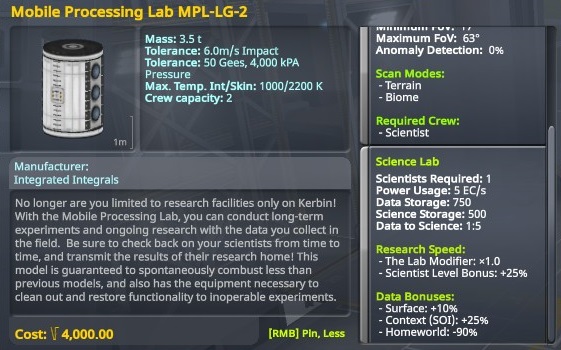 Mobile Processing Lab MPL-LG-2
Mass: 3.5 t
Tolerance: 6.0m/s Impact
Tolerance: 50 Gees, 4,000 kPA
Pressure
Max. Temp. Int/Skin: 1000/2200 K
Crew capacity: 2
1m
Manufacturer:
Integrated Integrals
No longer are you limited to research facilities only on Kerbin!
With the Mobile Processing Lab, you can conduct long-term
experiments and ongoing research with the data you collect in
the field.  Be sure to check back on your scientists from time to
time, and transmit the results of their research home! This
model is guaranteed to spontaneously combust less than
previous models, and also has the equipment necessary to
clean out and restore functionality to inoperable experiments.
Cost: 4,000.00
[RMB] Pin, Less
Minimum FoV: 17°
Maximum FoV: 63°
Anomaly Detection: 0%
Scan Modes:
- Terrain
- Biome
Required Crew:
- Scientist
Science Lab
Scientists Required: 1
Power Usage: 5 EC/s
Data Storage: 750
Science Storage: 500
Data to Science: 1:5
Research Speed:
- The Lab Modifier: ×1.0
- Scientist Level Bonus: +25%
Data Bonuses:
- Surface: +10%
- Context (SOI): +25%
- Homeworld: -90%